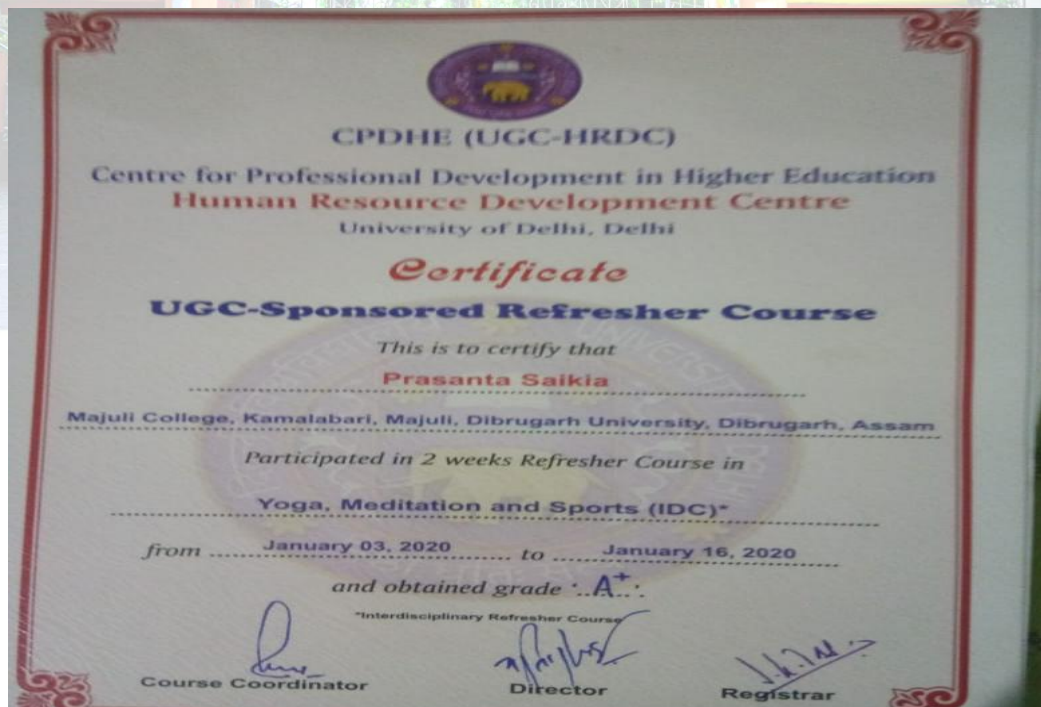 CPDHE (UGC-HRDC)
Centre for Professional Development in Higher Education
Human Resource Development Centre
University of Delhi, Delhi
Certificate
UGC-Sponsored Refresher Course
This is to certify that
Prasanta Saikia
Majuli College, Kamalabari, Majuli, Dibrugarh University, Dibrugarh, Assam
Participated in 2 weeks Refresher Course in
Yoga, Meditation and Sports (IDC)*
from January 03, 2020 to January 16, 2020
and obtained grade A+
*Interdisciplinary Refresher Course
Course Coordinator Director Registrar